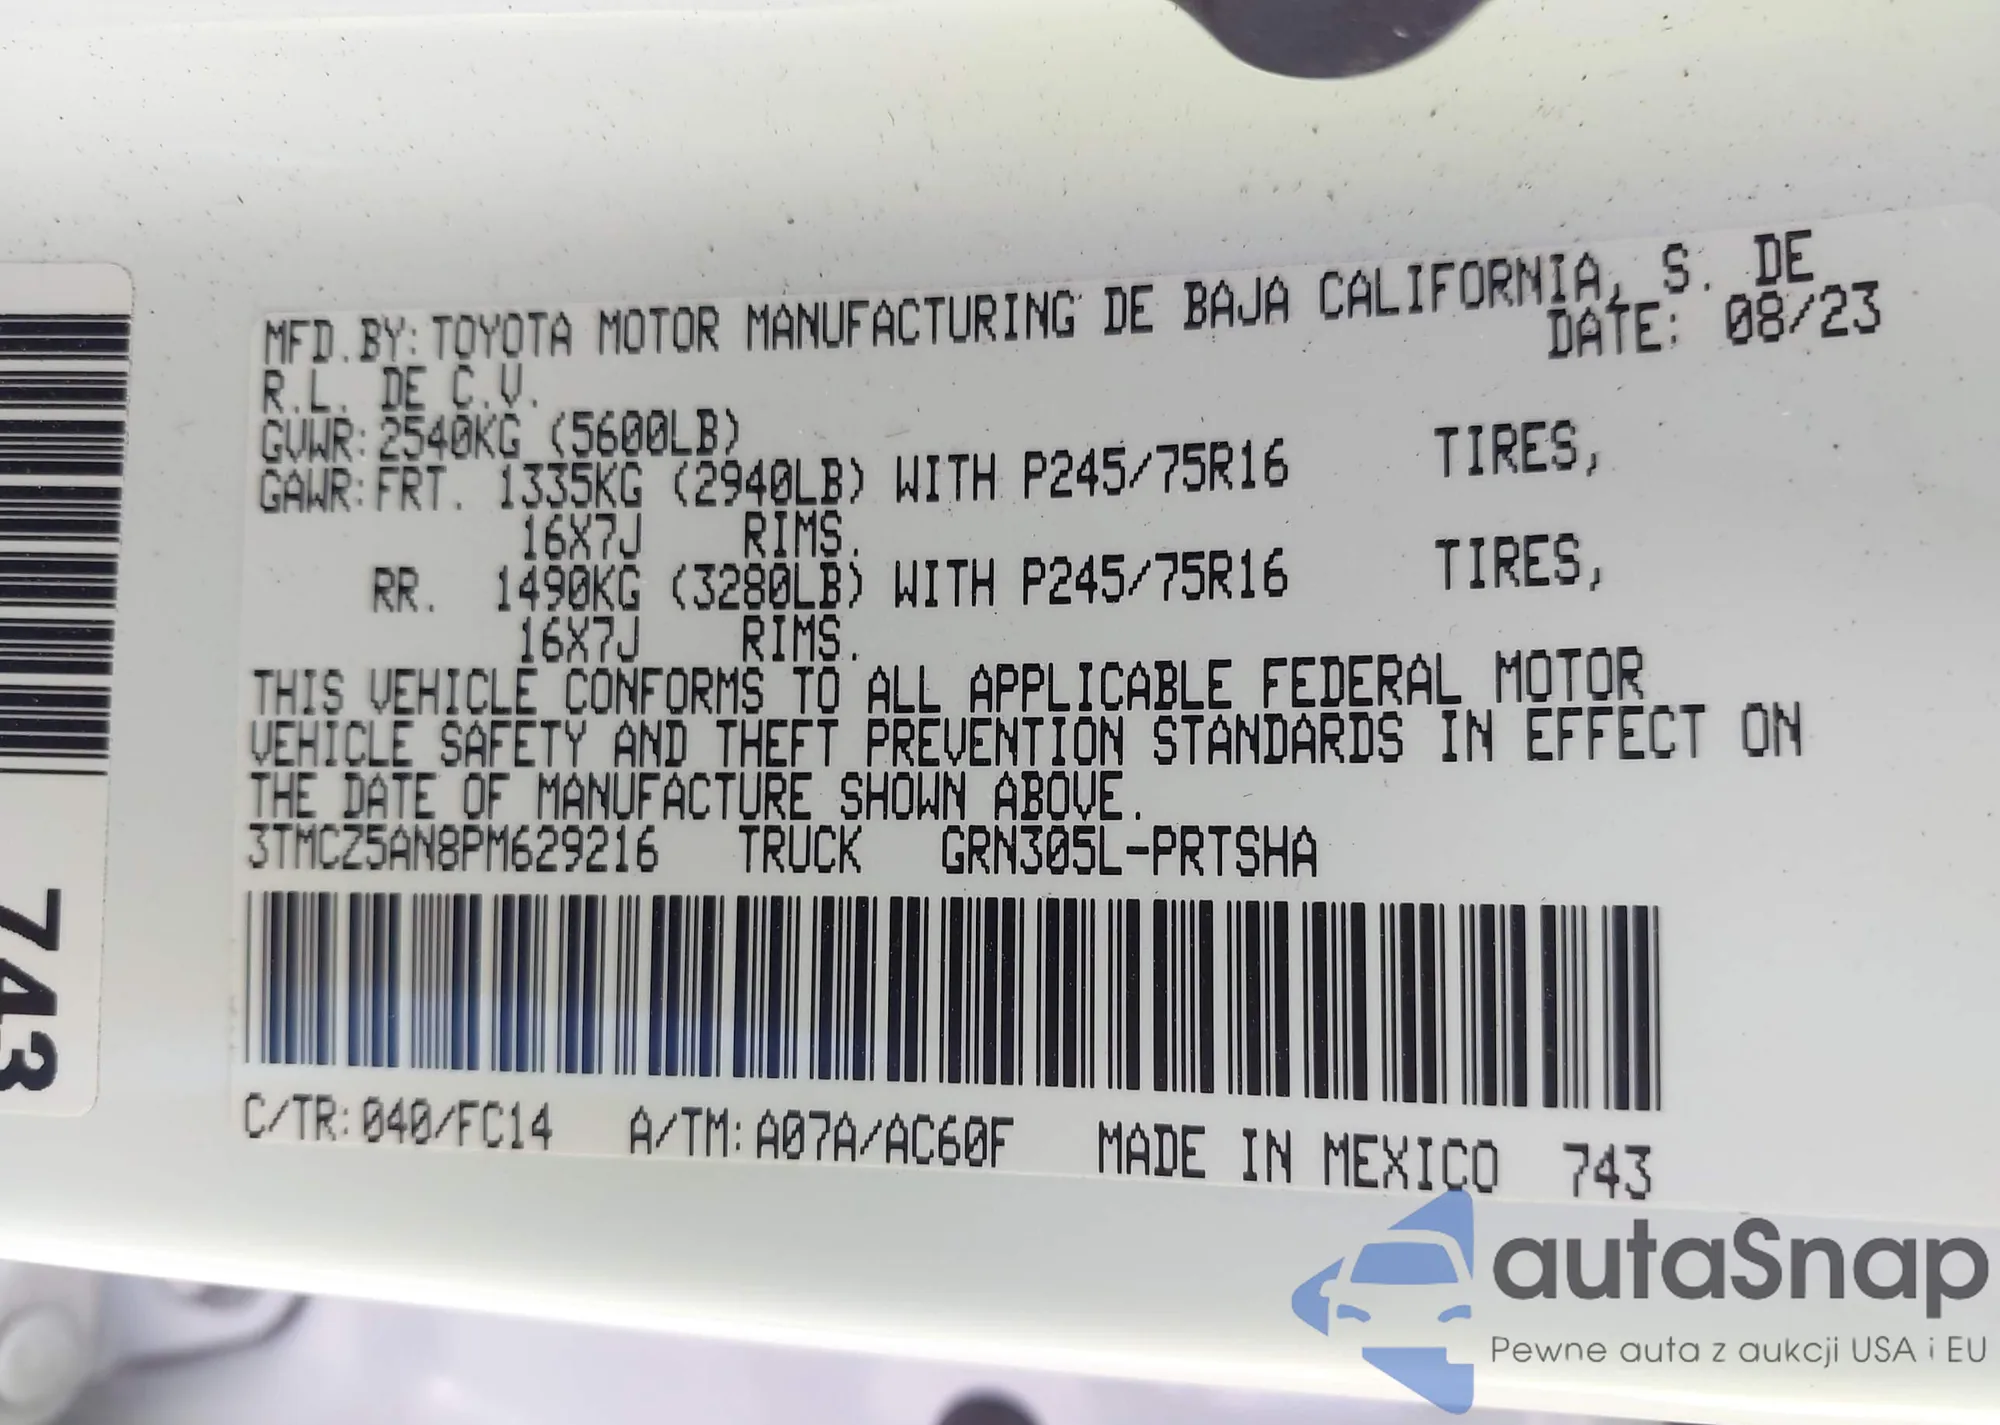 MFD.BY:TOYOTA MOTOR MANUFACTURING DE BAJA CALIFORNIA, S. DE
R.L. DE C.V. DATE: 08/23
GVWR:2540KG (5600LB)
GAWR:FRT. 1335KG (2940LB) WITH P245/75R16 TIRES,
16X7J RIMS.
RR. 1490KG (3280LB) WITH P245/75R16 TIRES,
16X7J RIMS.
THIS VEHICLE CONFORMS TO ALL APPLICABLE FEDERAL MOTOR
VEHICLE SAFETY AND THEFT PREVENTION STANDARDS IN EFFECT ON
THE DATE OF MANUFACTURE SHOWN ABOVE.
3TMCZ5AN8PM629216 TRUCK GRN305L-PRTSHA
C/TR:040/FC14 A/TM:A07A/AC60F MADE IN MEXICO 743
743
autaSnap
Pewne auta z aukcji USA i EU